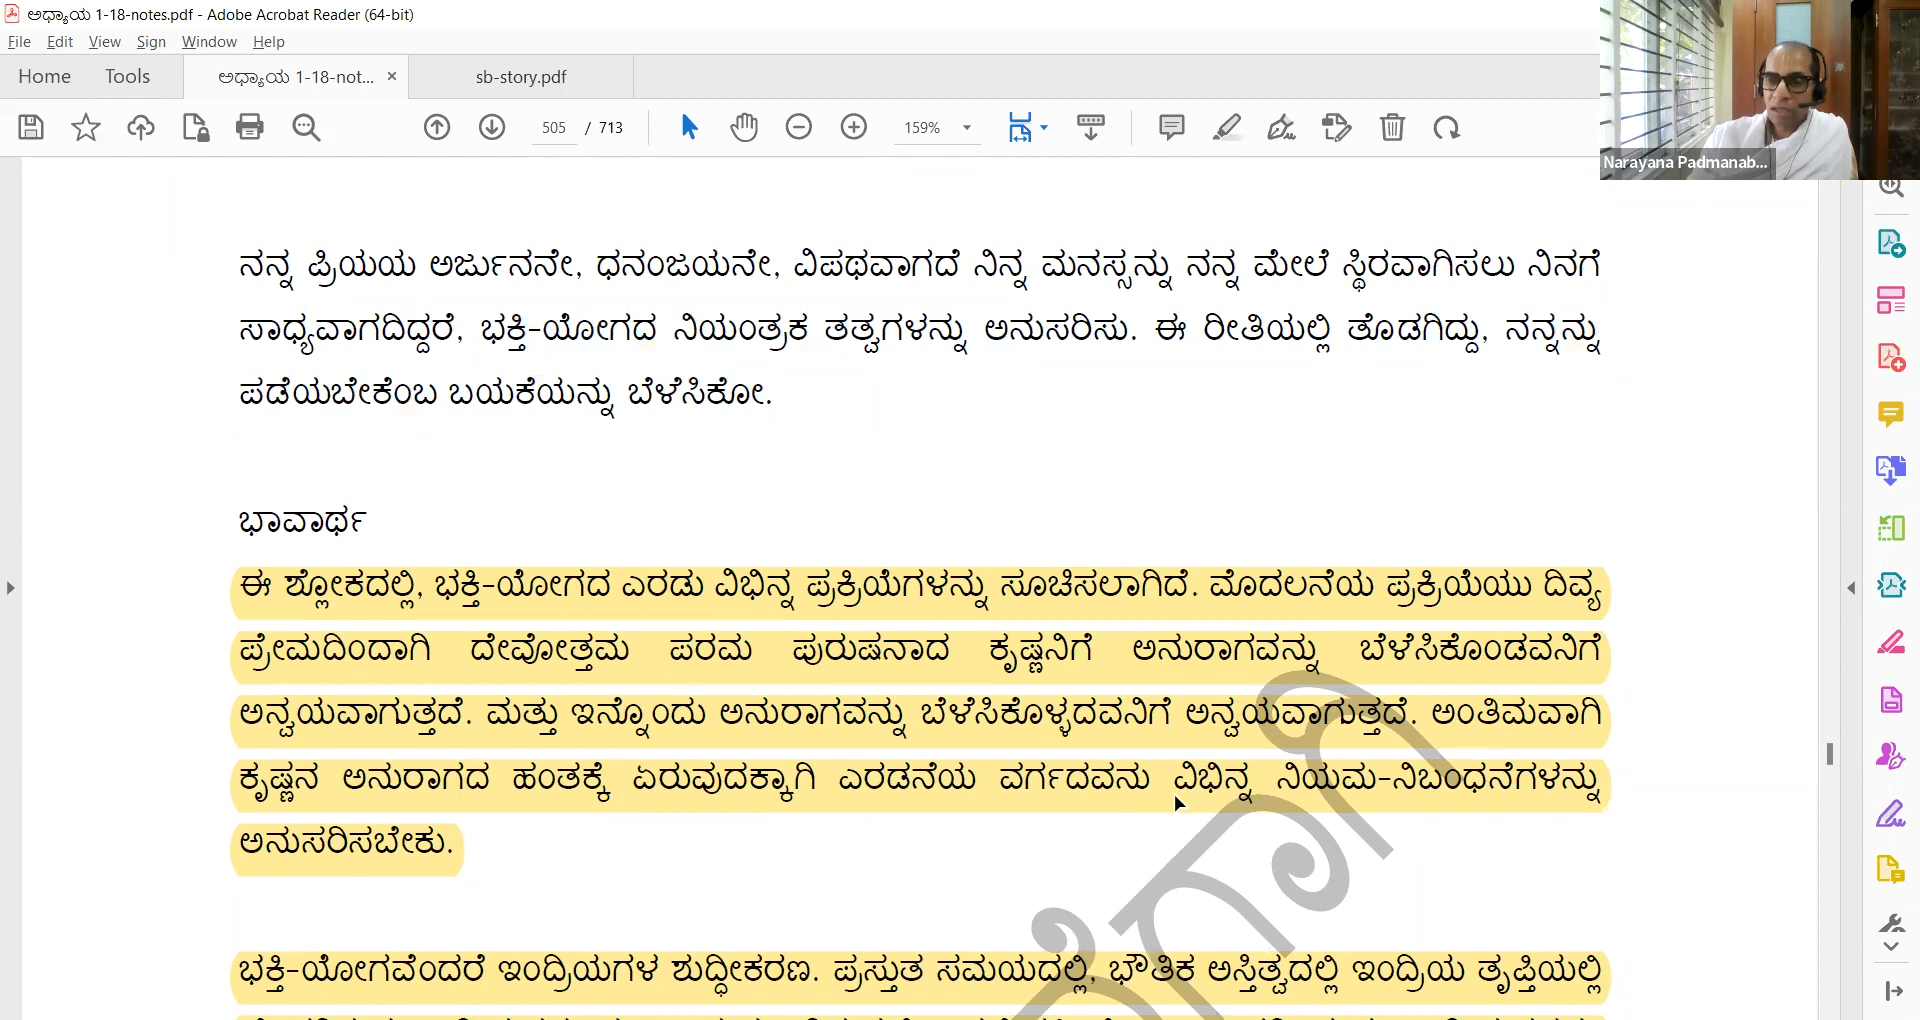 ಅಧ್ಯಾಯ 1-18-notes.pdf - Adobe Acrobat Reader (64-bit)
File Edit View Sign Window Help
Home Tools ಅಧ್ಯಾಯ 1-18-not... × sb-story.pdf
505 / 713 159%
Narayana Padmanab...
ನನ್ನ ಪ್ರಿಯಯ ಅರ್ಜುನನೇ, ಧನಂಜಯನೇ, ವಿಪಥವಾಗದೆ ನಿನ್ನ ಮನಸ್ಸನ್ನು ನನ್ನ ಮೇಲೆ ಸ್ಥಿರವಾಗಿಸಲು ನಿನಗೆ
ಸಾಧ್ಯವಾಗದಿದ್ದರೆ, ಭಕ್ತಿ-ಯೋಗದ ನಿಯಂತ್ರಕ ತತ್ವಗಳನ್ನು ಅನುಸರಿಸು. ಈ ರೀತಿಯಲ್ಲಿ ತೊಡಗಿದ್ದು, ನನ್ನನ್ನು
ಪಡೆಯಬೇಕೆಂಬ ಬಯಕೆಯನ್ನು ಬೆಳೆಸಿಕೋ.
ಭಾವಾರ್ಥ
ಈ ಶ್ಲೋಕದಲ್ಲಿ, ಭಕ್ತಿ-ಯೋಗದ ಎರಡು ವಿಭಿನ್ನ ಪ್ರಕ್ರಿಯೆಗಳನ್ನು ಸೂಚಿಸಲಾಗಿದೆ. ಮೊದಲನೆಯ ಪ್ರಕ್ರಿಯೆಯು ದಿವ್ಯ
ಪ್ರೇಮದಿಂದಾಗಿ ದೇವೋತ್ತಮ ಪರಮ ಪುರುಷನಾದ ಕೃಷ್ಣನಿಗೆ ಅನುರಾಗವನ್ನು ಬೆಳೆಸಿಕೊಂಡವನಿಗೆ
ಅನ್ವಯವಾಗುತ್ತದೆ. ಮತ್ತು ಇನ್ನೊಂದು ಅನುರಾಗವನ್ನು ಬೆಳೆಸಿಕೊಳ್ಳದವನಿಗೆ ಅನ್ವಯವಾಗುತ್ತದೆ. ಅಂತಿಮವಾಗಿ
ಕೃಷ್ಣನ ಅನುರಾಗದ ಹಂತಕ್ಕೆ ಏರುವುದಕ್ಕಾಗಿ ಎರಡನೆಯ ವರ್ಗದವನು ವಿಭಿನ್ನ ನಿಯಮ-ನಿಬಂಧನೆಗಳನ್ನು
ಅನುಸರಿಸಬೇಕು.
ಭಕ್ತಿ-ಯೋಗವೆಂದರೆ ಇಂದ್ರಿಯಗಳ ಶುದ್ಧೀಕರಣ. ಪ್ರಸ್ತುತ ಸಮಯದಲ್ಲಿ, ಭೌತಿಕ ಅಸ್ತಿತ್ವದಲ್ಲಿ ಇಂದ್ರಿಯ ತೃಪ್ತಿಯಲ್ಲಿ